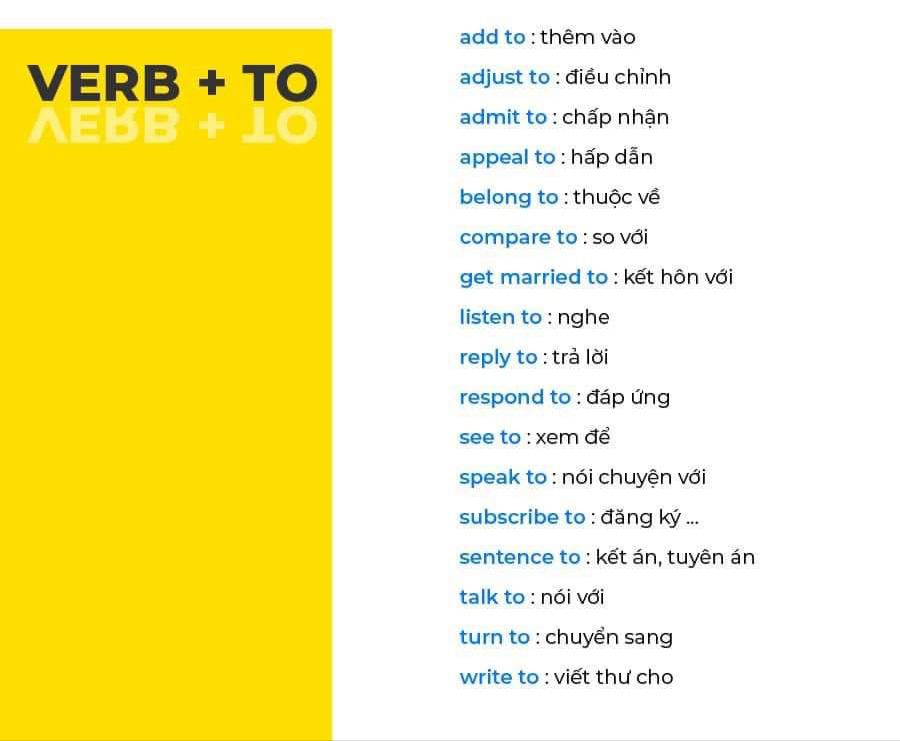 VERB + TO
add to : thêm vào
adjust to : điều chỉnh
admit to : chấp nhận
appeal to : hấp dẫn
belong to : thuộc về
compare to : so với
get married to : kết hôn với
listen to : nghe
reply to : trả lời
respond to : đáp ứng
see to : xem để
speak to : nói chuyện với
subscribe to : đăng ký ...
sentence to : kết án, tuyên án
talk to : nói với
turn to : chuyển sang
write to : viết thư cho